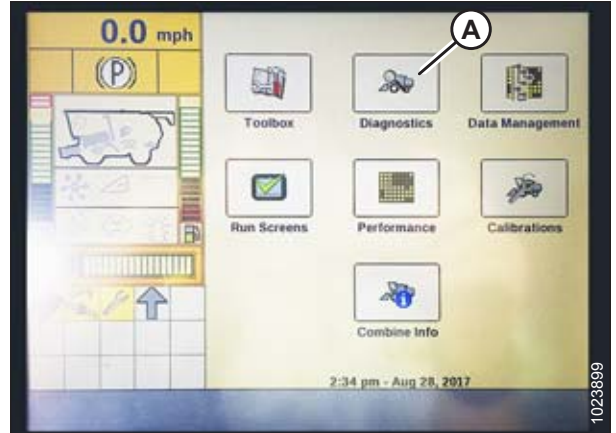 0.0 mph
(P)
A
Toolbox
Diagnostics
Data Management
Run Screens
Performance
Calibrations
Combine Info
2:34 pm - Aug 28, 2017
1023899